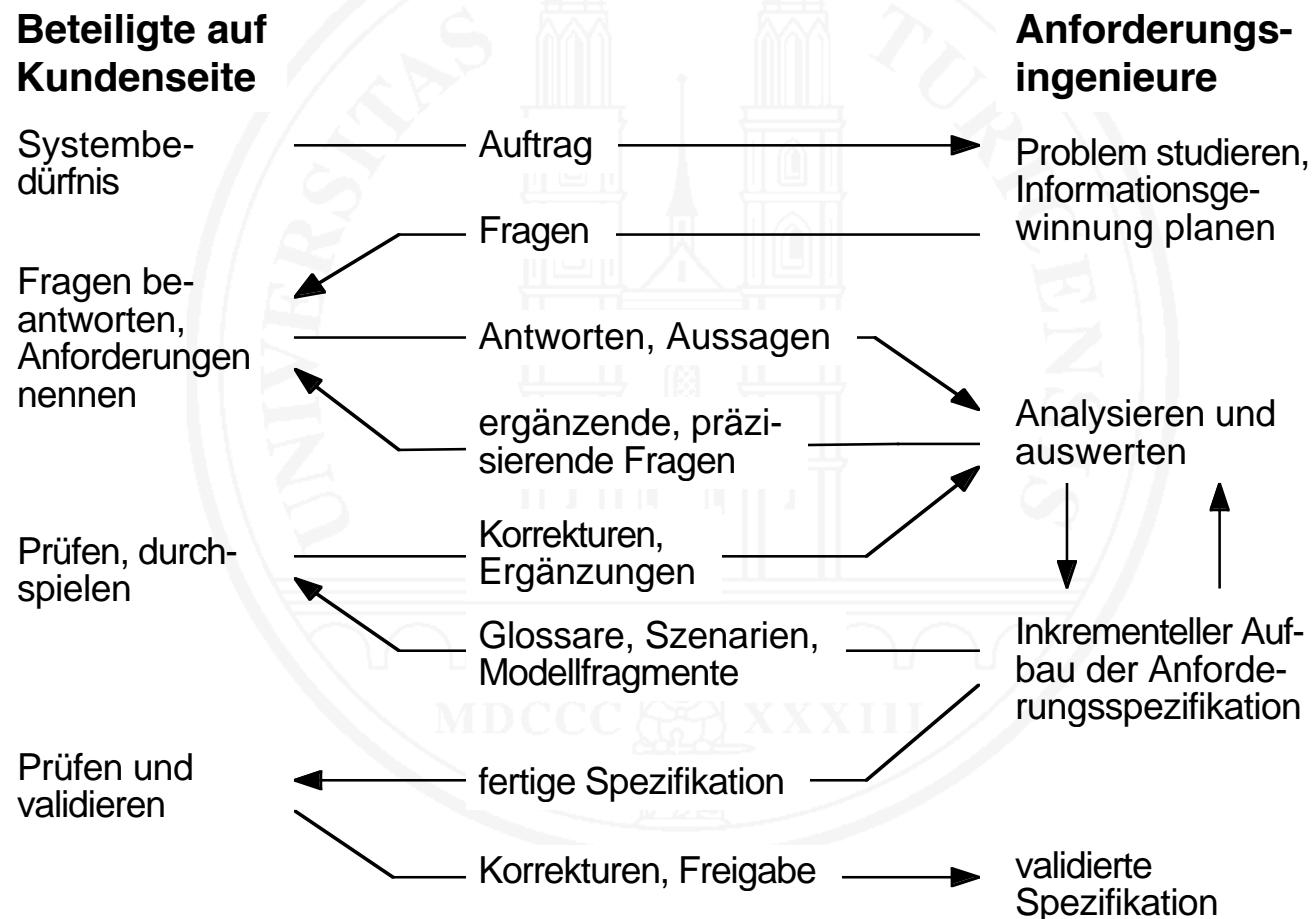 Beteiligte auf
Kundenseite
Anforderungs-
ingenieure
Systembe-
dürfnis
Auftrag
Problem studieren,
Informationsge-
winnung planen
Fragen
Fragen be-
antworten,
Anforderungen
nennen
Antworten, Aussagen
ergänzende, präzi-
sierende Fragen
Analysieren und
auswerten
Prüfen, durch-
spielen
Korrekturen,
Ergänzungen
Glossare, Szenarien,
Modellfragmente
Inkrementeller Auf-
bau der Anforde-
rungsspezifikation
Prüfen und
validieren
fertige Spezifikation
Korrekturen, Freigabe
validierte
Spezifikation
UNIVERSITAS
TURICENSIS
MDCCC XXXIII